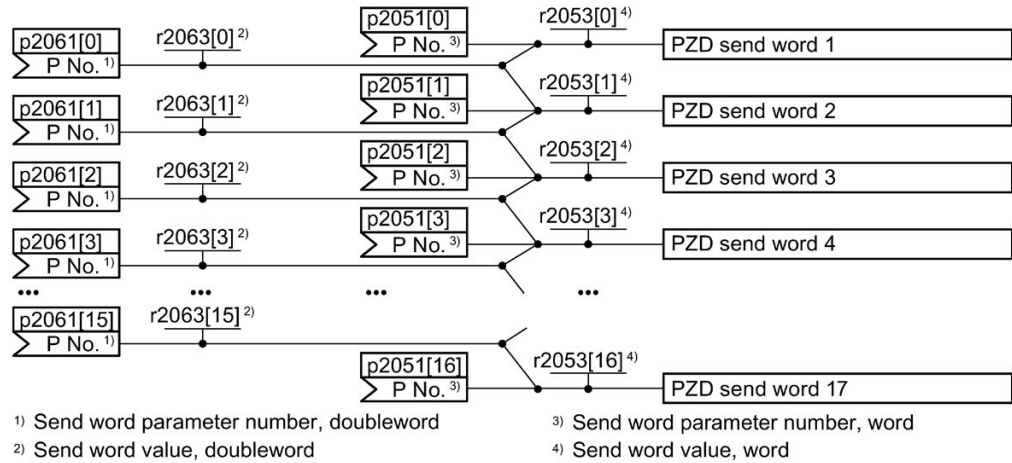 p2051[0] r2053[0] 4)
p2061[0] r2063[0] 2) P No. 3) PZD send word 1
P No. 1)
p2051[1] r2053[1] 4)
p2061[1] r2063[1] 2) P No. 3) PZD send word 2
P No. 1)
p2051[2] r2053[2] 4)
p2061[2] r2063[2] 2) P No. 3) PZD send word 3
P No. 1)
p2051[3] r2053[3] 4)
p2061[3] r2063[3] 2) P No. 3) PZD send word 4
P No. 1)
... ... ... ...
p2061[15] r2063[15] 2)
P No. 1)
p2051[16] r2053[16] 4)
P No. 3) PZD send word 17
1) Send word parameter number, doubleword 3) Send word parameter number, word
2) Send word value, doubleword 4) Send word value, word